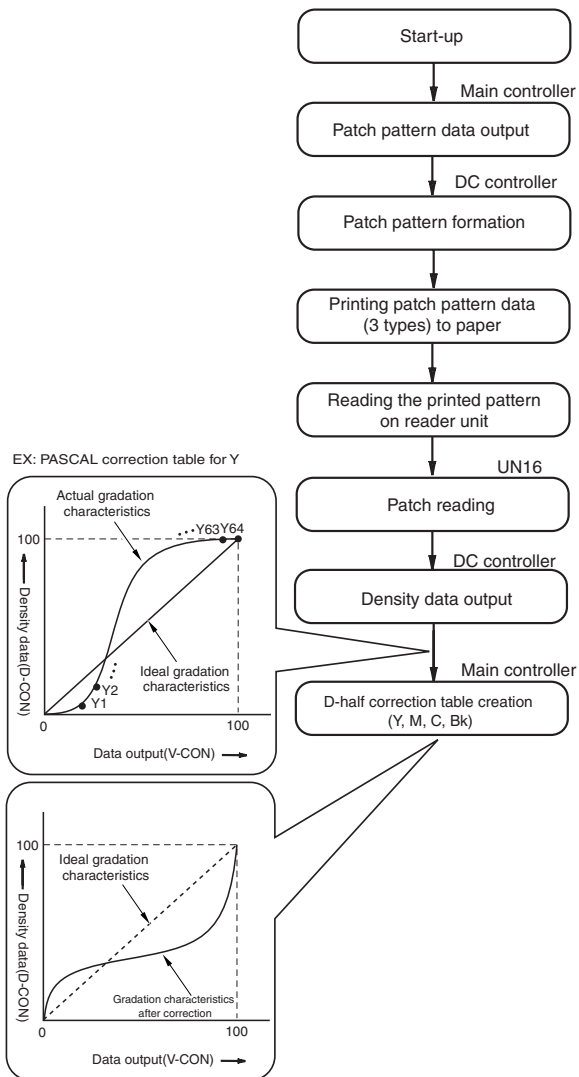 Start-up
Main controller
Patch pattern data output
DC controller
Patch pattern formation
Printing patch pattern data
(3 types) to paper
Reading the printed pattern
on reader unit
UN16
Patch reading
DC controller
Density data output
Main controller
D-half correction table creation
(Y, M, C, Bk)
EX: PASCAL correction table for Y
Actual gradation
characteristics
Y63 Y64
100
Density data(D-CON)
Ideal gradation
characteristics
Y2
Y1
0
100
Data output(V-CON)
100
Ideal gradation
characteristics
Density data(D-CON)
Gradation characteristics
after correction
0
100
Data output(V-CON)